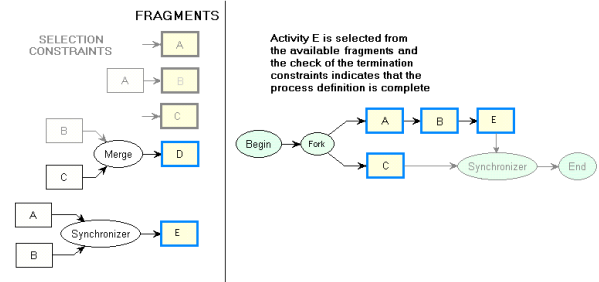 FRAGMENTS
SELECTION
CONSTRAINTS
A
A
B
C
B
Merge
D
C
A
Synchronizer
E
B
Activity E is selected from
the available fragments and
the check of the termination
constraints indicates that the
process definition is complete
A
B
E
Begin
Fork
C
Synchronizer
End